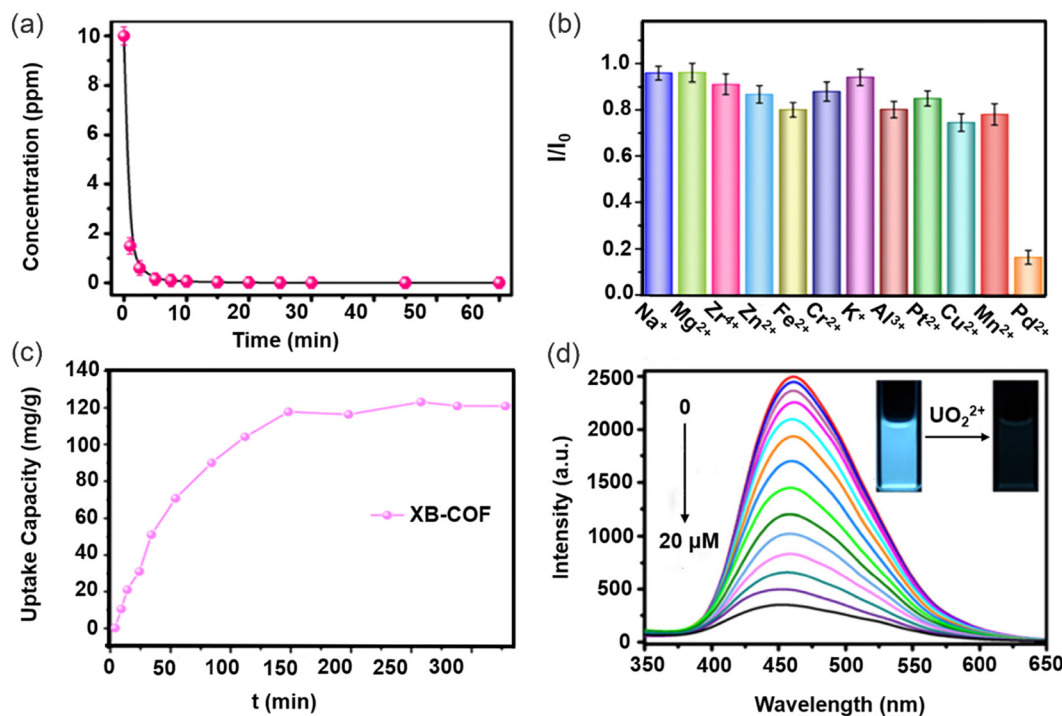 (a)
Concentration (ppm)
10
8
6
4
2
0
0
10
20
30
40
50
60
Time (min)
(b)
I/I₀
1.0
0.8
0.6
0.4
0.2
0.0
Na⁺
Mg²⁺
Zr⁴⁺
Zn²⁺
Fe²⁺
Cr²⁺
K⁺
Al³⁺
Pt²⁺
Cu²⁺
Mn²⁺
Pd²⁺
(c)
Uptake Capacity (mg/g)
140
120
100
80
60
40
20
0
XB-COF
0
50
100
150
200
250
300
t (min)
(d)
Intensity (a.u.)
2500
2000
1500
1000
500
0
0
20 μM
UO₂²⁺
350
400
450
500
550
600
650
Wavelength (nm)